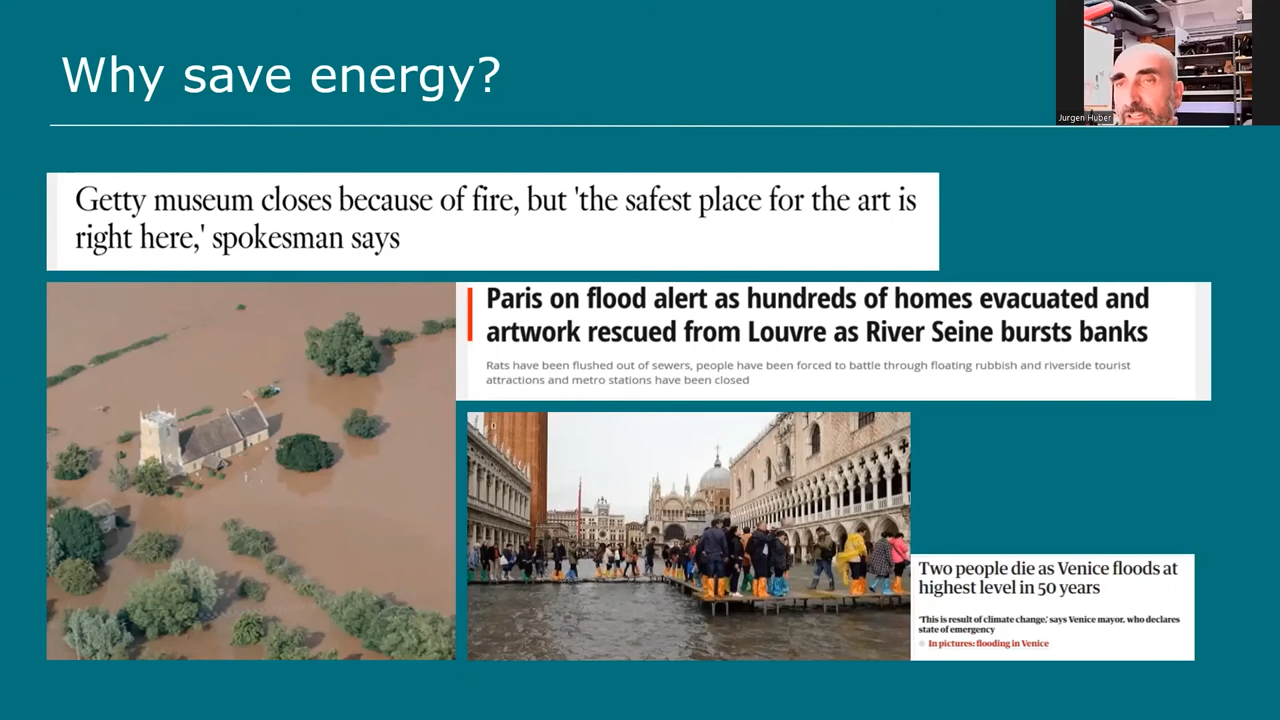 Why save energy?
Jurgen Huber
Getty museum closes because of fire, but 'the safest place for the art is
right here,' spokesman says
Paris on flood alert as hundreds of homes evacuated and
artwork rescued from Louvre as River Seine bursts banks
Rats have been flushed out of sewers, people have been forced to battle through floating rubbish and riverside tourist
attractions and metro stations have been closed
Two people die as Venice floods at
highest level in 50 years
'This is result of climate change,' says Venice mayor, who declares
state of emergency
In pictures: flooding in Venice